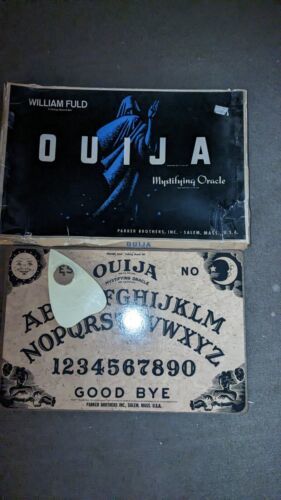 WILLIAM FULD
OUIJA
Mystifying Oracle
PARKER BROTHERS, INC. - SALEM, MASS., U.S.A.
OUIJA
OUIJA
NO
MYSTIFYING ORACLE
ABCDEFGHIJKLM
NOPQRSTUVWXYZ
1234567890
GOOD BYE
PARKER BROTHERS INC. SALEM, MASS. U.S.A.